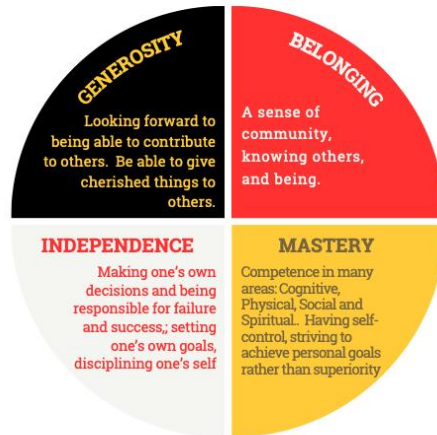 GENEROSITY
Looking forward to
being able to contribute
to others.  Be able to give
cherished things to
others.
BELONGING
A sense of
community,
knowing others,
and being.
INDEPENDENCE
Making one's own
decisions and being
responsible for failure
and success,; setting
one's own goals,
disciplining one's self
MASTERY
Competence in many
areas: Cognitive,
Physical, Social and
Spiritual..  Having self-
control, striving to
achieve personal goals
rather than superiority